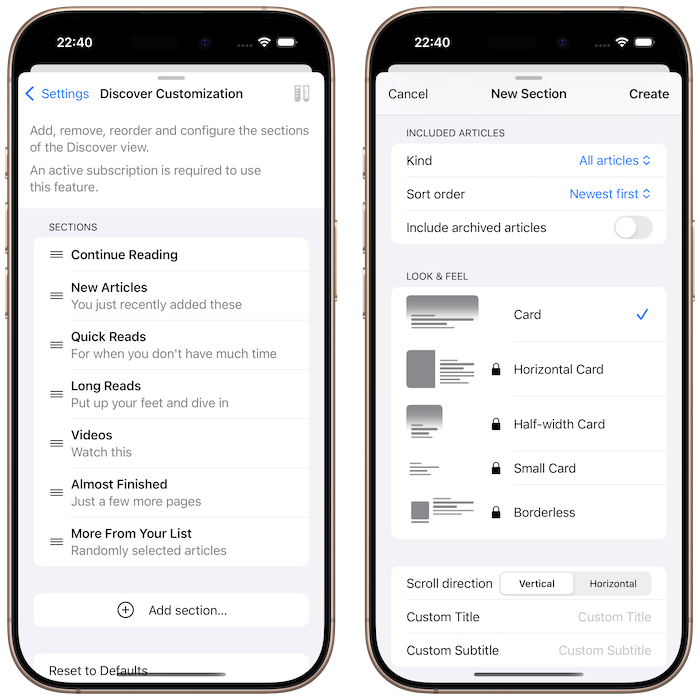 22:40
Settings
Discover Customization
Add, remove, reorder and configure the sections
of the Discover view.
An active subscription is required to use
this feature.
SECTIONS
Continue Reading
New Articles
You just recently added these
Quick Reads
For when you don't have much time
Long Reads
Put up your feet and dive in
Videos
Watch this
Almost Finished
Just a few more pages
More From Your List
Randomly selected articles
Add section...
Reset to Defaults
22:40
Cancel
New Section
Create
INCLUDED ARTICLES
Kind
All articles
Sort order
Newest first
Include archived articles
LOOK & FEEL
Card
Horizontal Card
Half-width Card
Small Card
Borderless
Scroll direction
Vertical
Horizontal
Custom Title
Custom Title
Custom Subtitle
Custom Subtitle